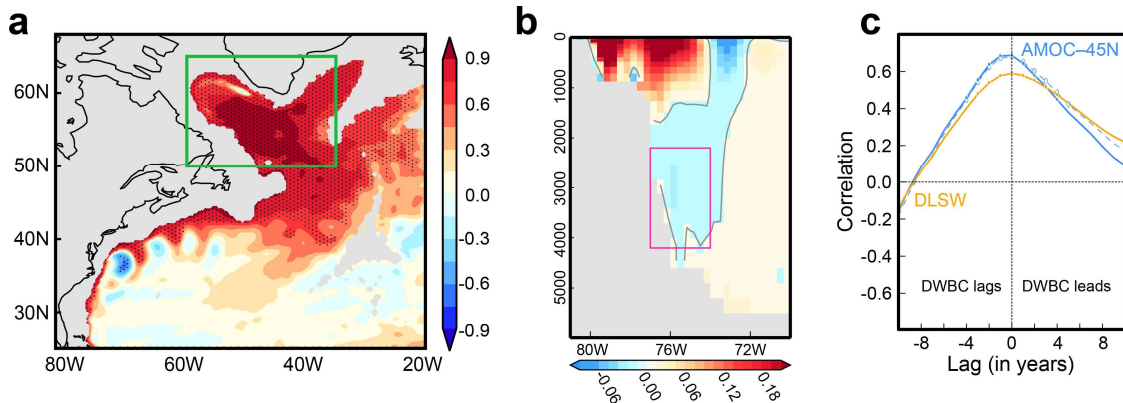 a
60N
50N
40N
30N
80W
60W
40W
20W
0.9
0.6
0.3
0.0
-0.3
-0.6
-0.9
b
0
1000
2000
3000
4000
5000
80W
76W
72W
-0.06
0.00
0.06
0.12
0.18
c
AMOC–45N
DLSW
Correlation
0.6
0.4
0.2
0.0
-0.2
-0.4
-0.6
DWBC lags
DWBC leads
-8
-4
0
4
8
Lag (in years)